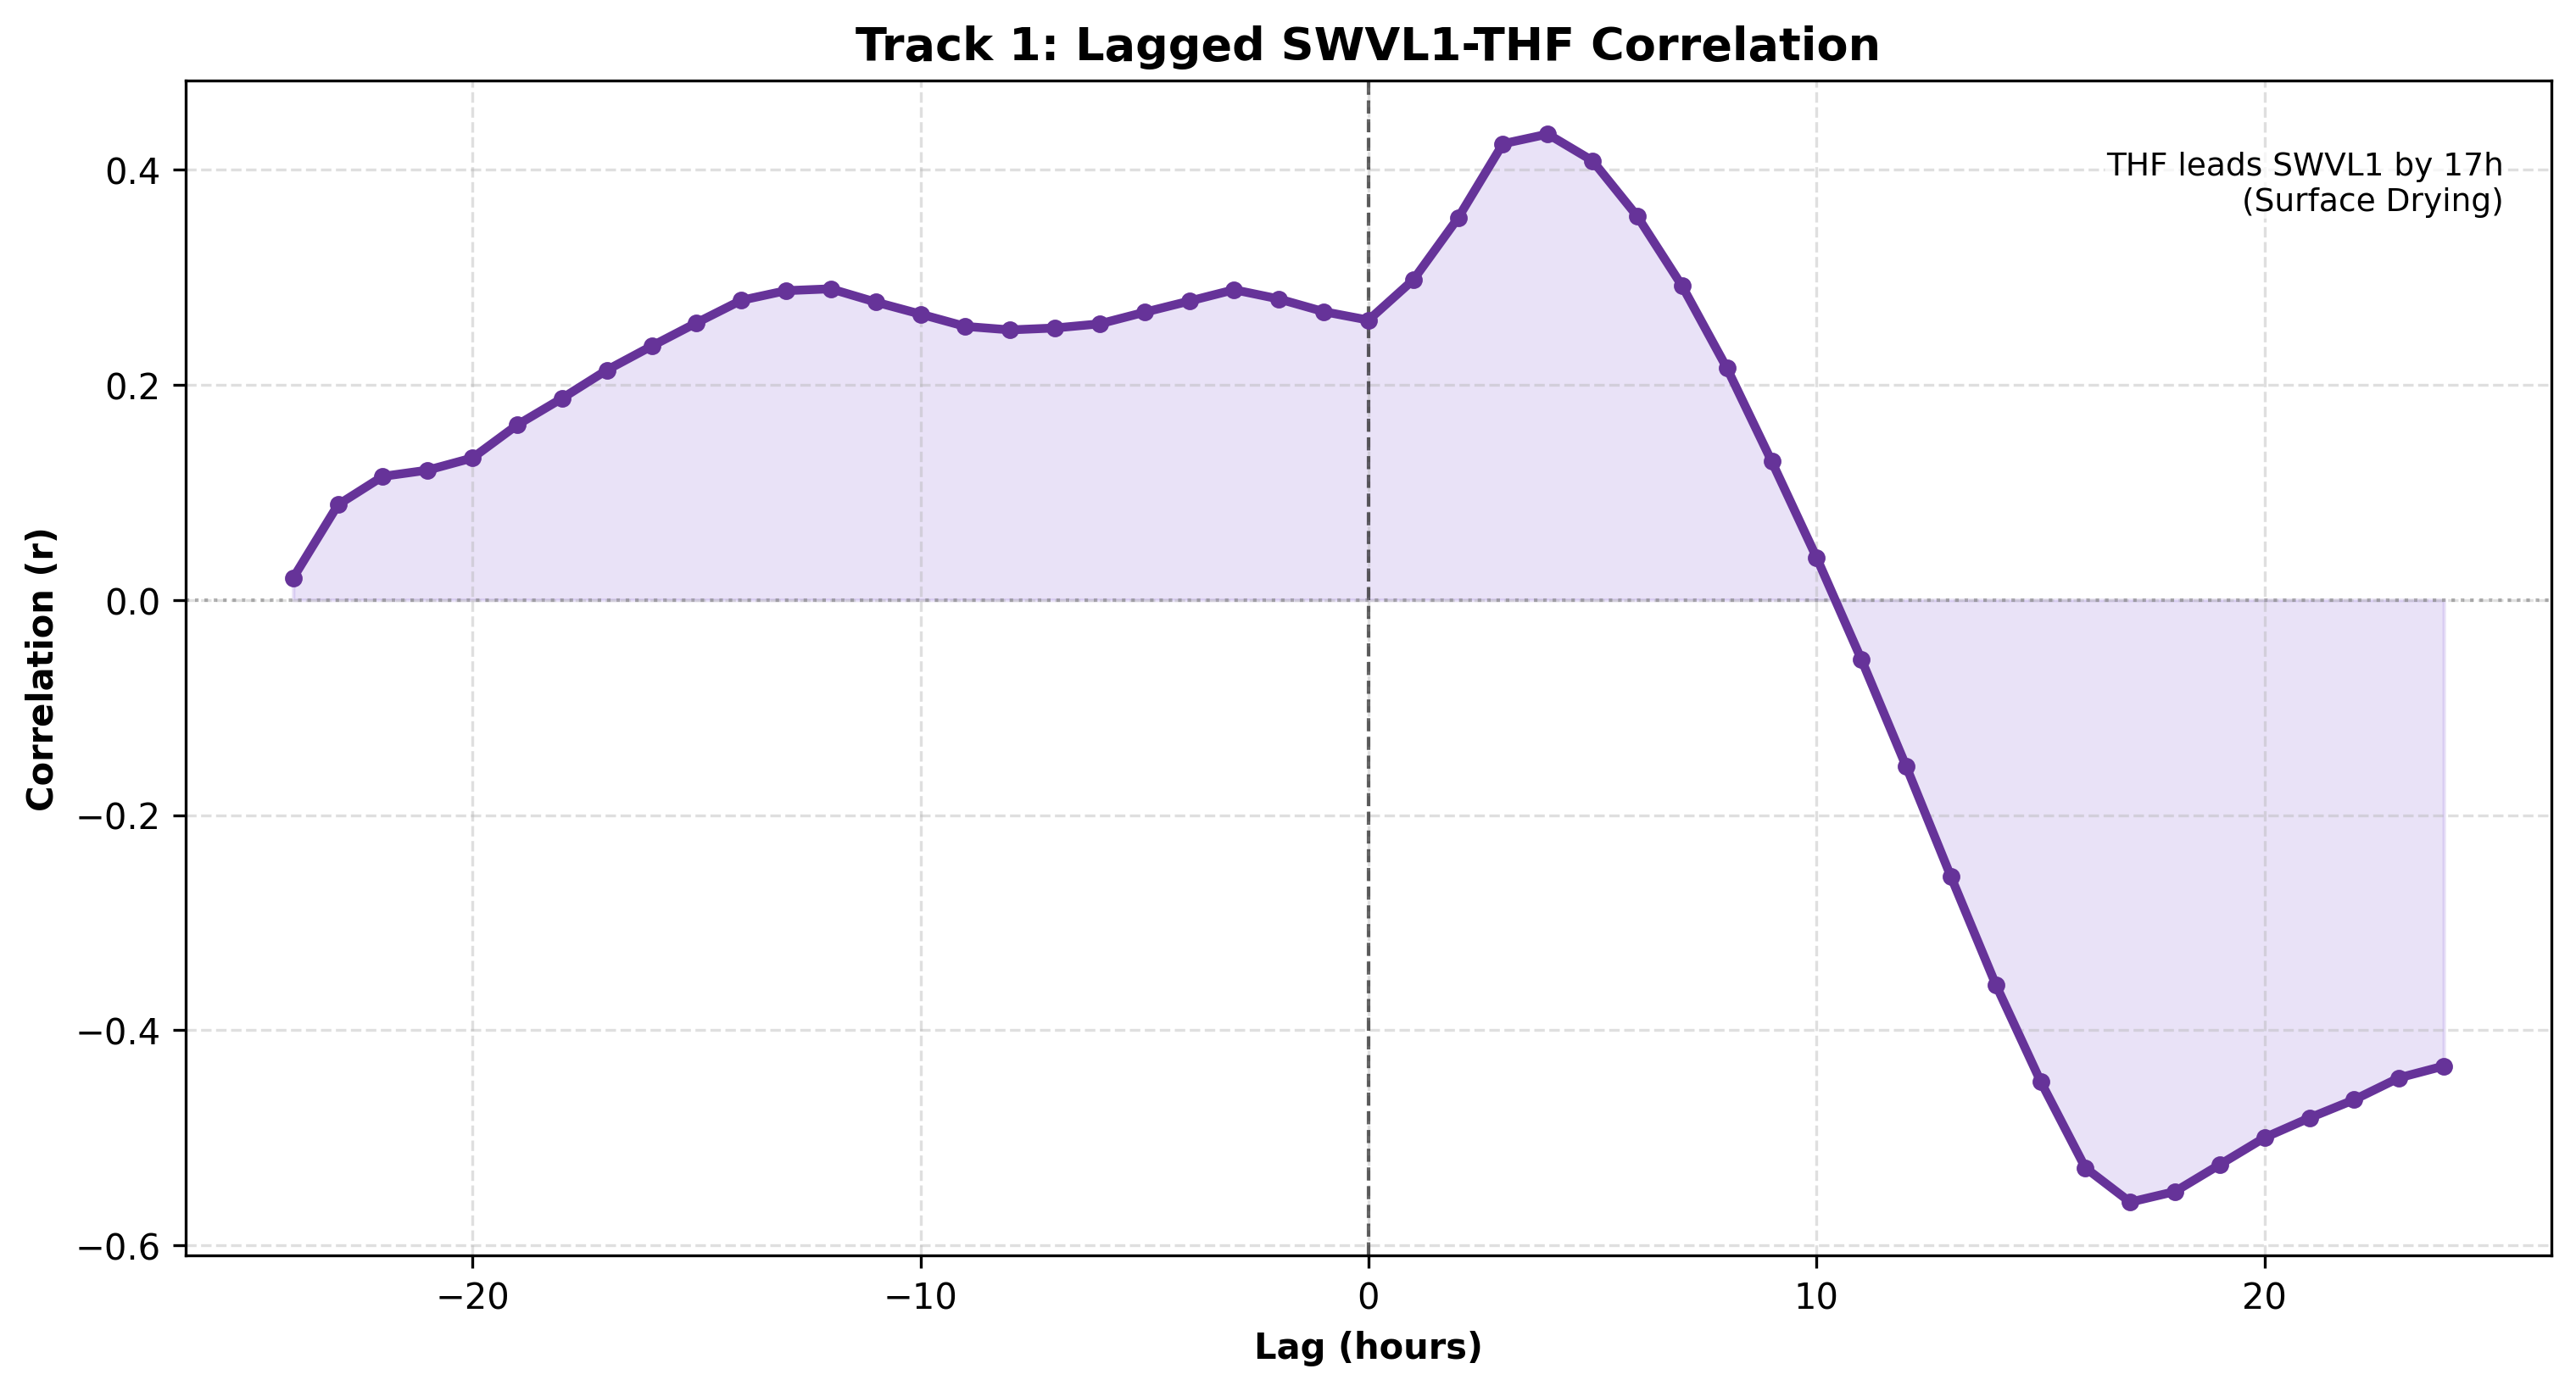 Track 1: Lagged SWVL1-THF Correlation
THF leads SWVL1 by 17h
(Surface Drying)
Correlation (r)
0.4
0.2
0.0
−0.2
−0.4
−0.6
−20
−10
0
10
20
Lag (hours)